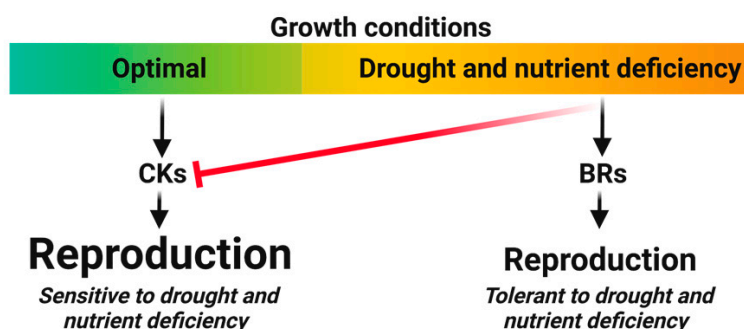 Growth conditions
Optimal
Drought and nutrient deficiency
CKs
BRs
Reproduction
Sensitive to drought and
nutrient deficiency
Reproduction
Tolerant to drought and
nutrient deficiency